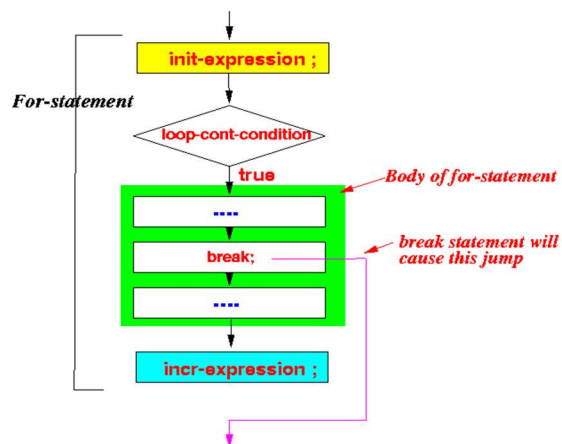 init-expression ;
For-statement
loop-cont-condition
true
Body of for-statement
....
break;
break statement will
cause this jump
....
incr-expression ;